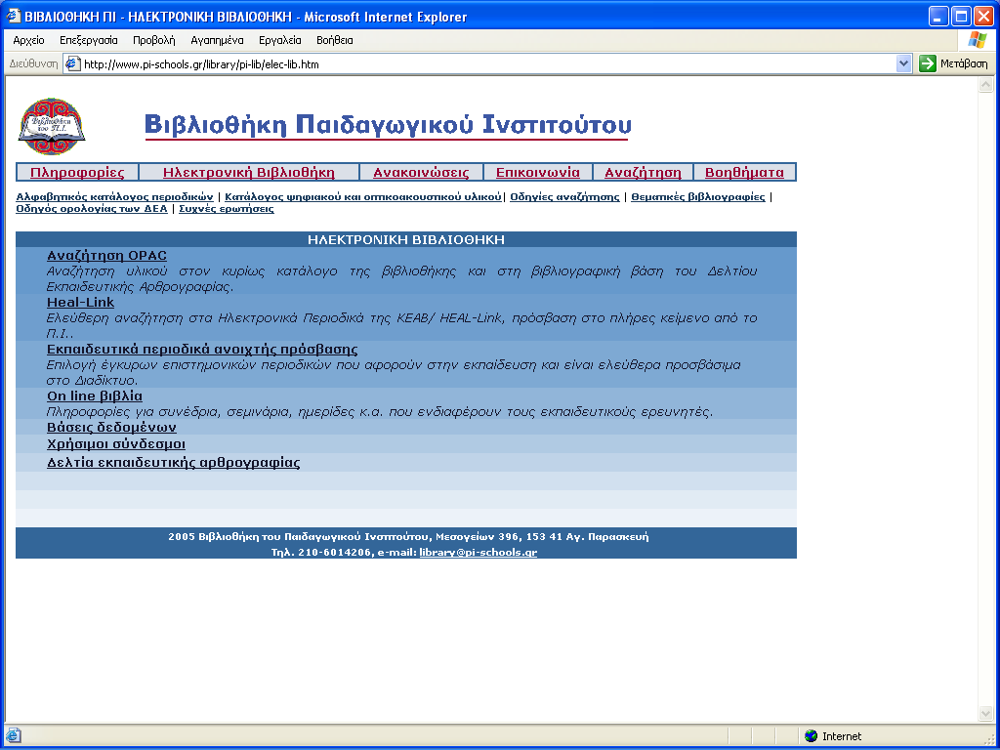 ΒΙΒΛΙΟΘΗΚΗ ΠΙ - ΗΛΕΚΤΡΟΝΙΚΗ ΒΙΒΛΙΟΘΗΚΗ - Microsoft Internet Explorer
Αρχείο Επεξεργασία Προβολή Αγαπημένα Εργαλεία Βοήθεια
Διεύθυνση http://www.pi-schools.gr/library/pi-lib/elec-lib.htm Μετάβαση
Βιβλιοθήκη
του Π.Ι.
Βιβλιοθήκη Παιδαγωγικού Ινστιτούτου
Πληροφορίες Ηλεκτρονική Βιβλιοθήκη Ανακοινώσεις Επικοινωνία Αναζήτηση Βοηθήματα
Αλφαβητικός κατάλογος περιοδικών | Κατάλογος ψηφιακού και οπτικοακουστικού υλικού| Οδηγίες αναζήτησης | Θεματικές βιβλιογραφίες |
Οδηγός ορολογίας των ΔΕΑ | Συχνές ερωτήσεις
ΗΛΕΚΤΡΟΝΙΚΗ ΒΙΒΛΙΟΘΗΚΗ
Αναζήτηση OPAC
Αναζήτηση υλικού στον κυρίως κατάλογο της βιβλιοθήκης και στη βιβλιογραφική βάση του Δελτίου
Εκπαιδευτικής Αρθρογραφίας.
Heal-Link
Ελεύθερη αναζήτηση στα Ηλεκτρονικά Περιοδικά της ΚΕΑΒ/ HEAL-Link, πρόσβαση στο πλήρες κείμενο από το
Π.Ι..
Εκπαιδευτικά περιοδικά ανοιχτής πρόσβασης
Επιλογή έγκυρων επιστημονικών περιοδικών που αφορούν στην εκπαίδευση και είναι ελεύθερα προσβάσιμα
στο Διαδίκτυο.
On line βιβλία
Πληροφορίες για συνέδρια, σεμινάρια, ημερίδες κ.α. που ενδιαφέρουν τους εκπαιδευτικούς ερευνητές.
Βάσεις δεδομένων
Χρήσιμοι σύνδεσμοι
Δελτία εκπαιδευτικής αρθρογραφίας
2005 Βιβλιοθήκη του Παιδαγωγικού Ινστιτούτου, Μεσογείων 396, 153 41 Αγ. Παρασκευή
Τηλ. 210-6014206, e-mail: library@pi-schools.gr
Internet